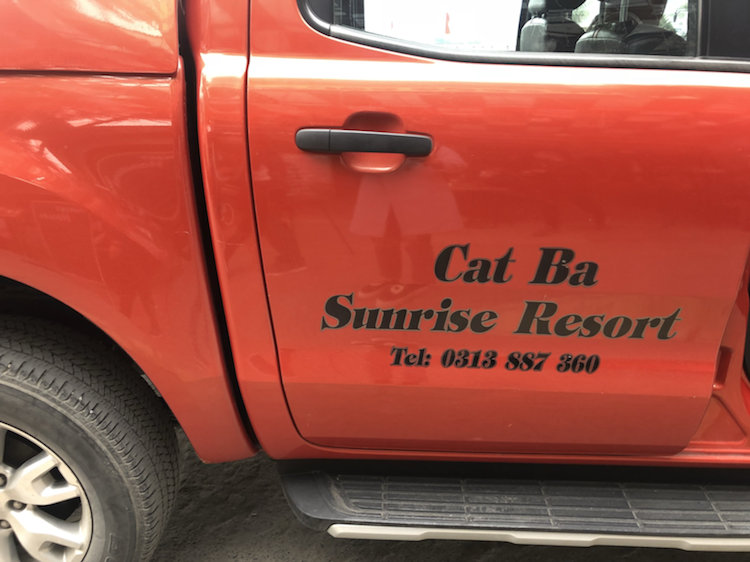 Cat Ba
Sunrise Resort
Tel: 0313 887 360